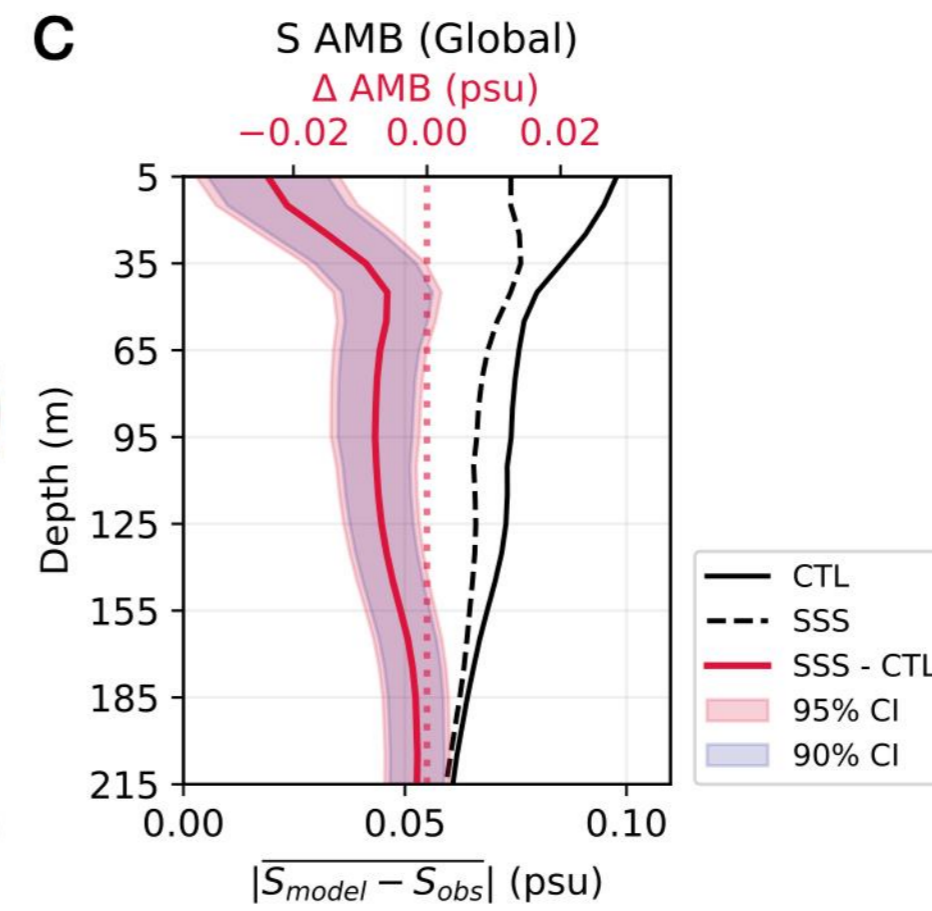 C
S AMB (Global)
Δ AMB (psu)
−0.02 0.00 0.02
5
35
65
95
125
155
185
215
Depth (m)
0.00 0.05 0.10
|S_model − S_obs| (psu)
CTL
SSS
SSS - CTL
95% CI
90% CI